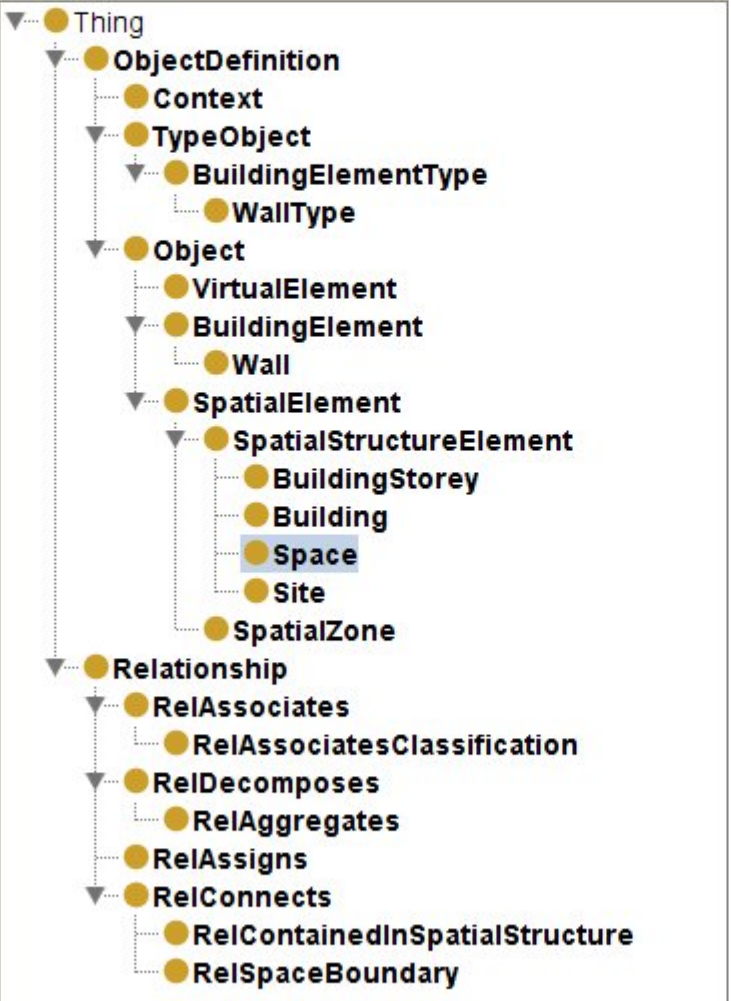 Thing
ObjectDefinition
Context
TypeObject
BuildingElementType
WallType
Object
VirtualElement
BuildingElement
Wall
SpatialElement
SpatialStructureElement
BuildingStorey
Building
Space
Site
SpatialZone
Relationship
RelAssociates
RelAssociatesClassification
RelDecomposes
RelAggregates
RelAssigns
RelConnects
RelContainedInSpatialStructure
RelSpaceBoundary